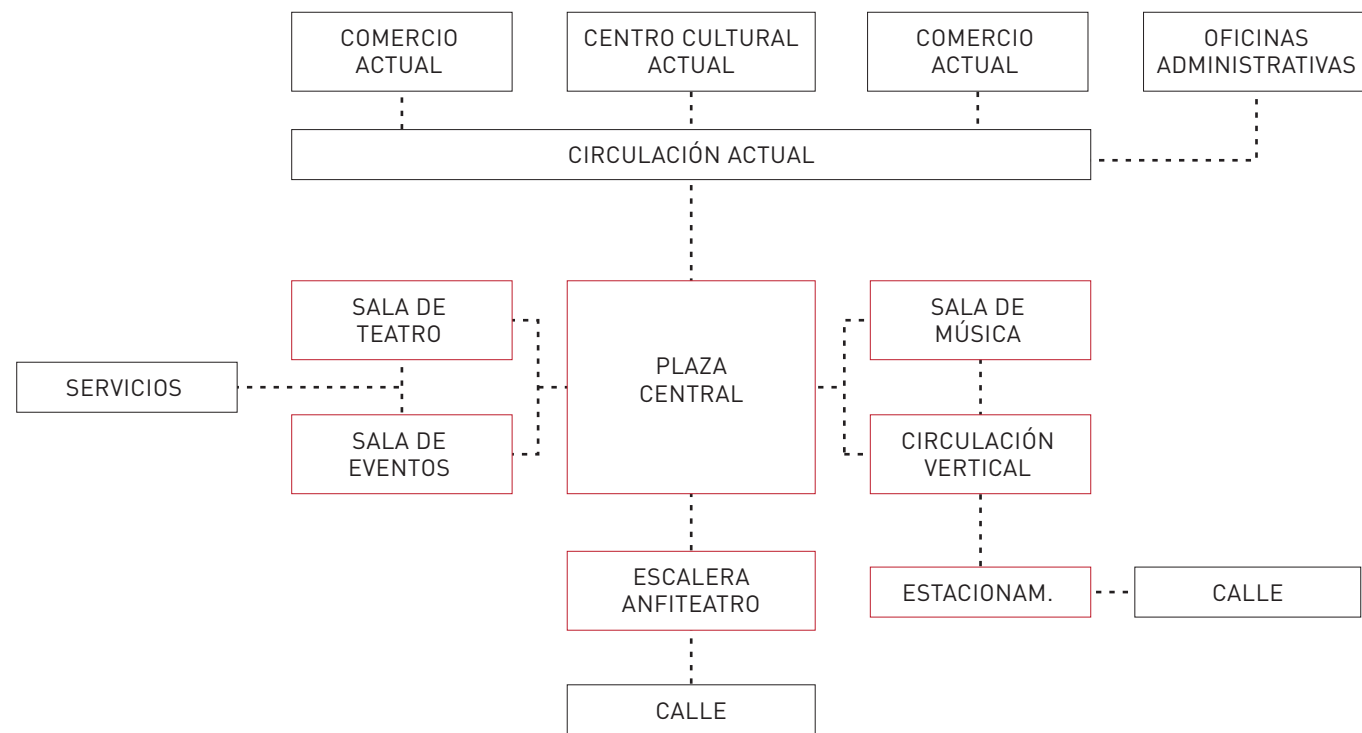 COMERCIO
ACTUAL
CENTRO CULTURAL
ACTUAL
COMERCIO
ACTUAL
OFICINAS
ADMINISTRATIVAS
CIRCULACIÓN ACTUAL
SALA DE
TEATRO
PLAZA
CENTRAL
SALA DE
MÚSICA
SERVICIOS
SALA DE
EVENTOS
CIRCULACIÓN
VERTICAL
ESCALERA
ANFITEATRO
ESTACIONAM.
CALLE
CALLE